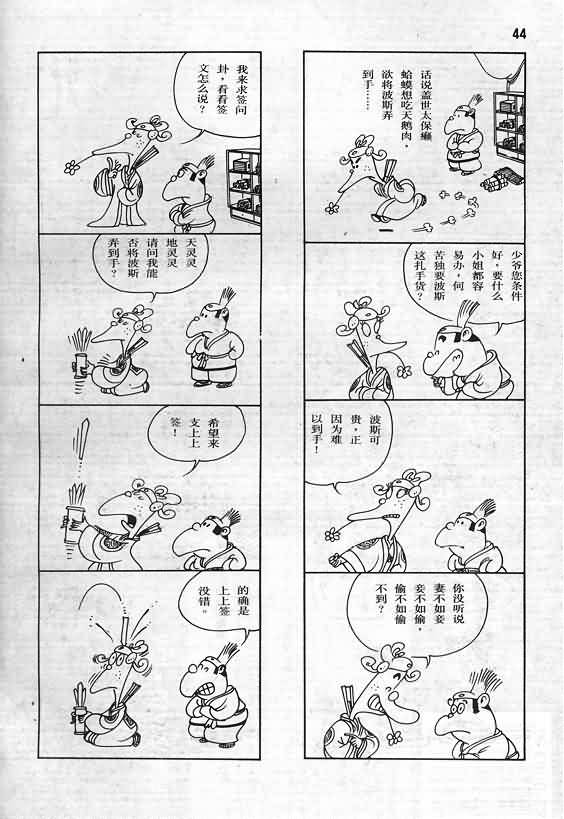 44
话说盖世太保癞
蛤蟆想吃天鹅肉，
欲将波斯弄
到手……
少爷您条件
好，要什么
小姐都容
易办，何
苦独要波斯
这扎手货？
波斯可
贵，正
因为难
以到手！
你没听说
妻不如妾
妾不如偷，
偷不如偷
不到？
我来求签问
卦，看看签
文怎么说？
天灵灵
地灵灵
请问我能
否将波斯
弄到手？
希望来
支上上
签！
的确是
上上签
没错。